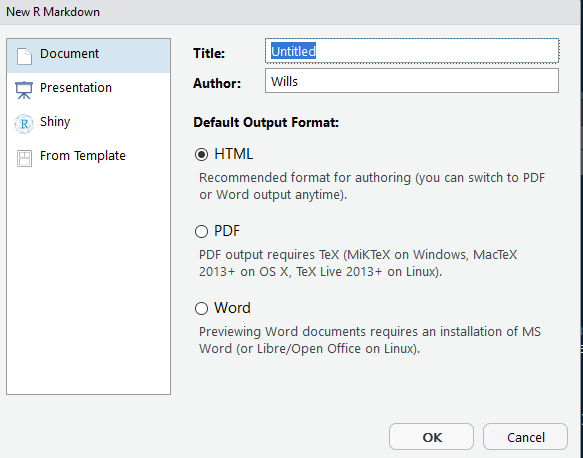 New R Markdown
Document
Presentation
Shiny
From Template
Title: Untitled
Author: Wills
Default Output Format:
HTML
Recommended format for authoring (you can switch to PDF
or Word output anytime).
PDF
PDF output requires TeX (MiKTeX on Windows, MacTeX
2013+ on OS X, TeX Live 2013+ on Linux).
Word
Previewing Word documents requires an installation of MS
Word (or Libre/Open Office on Linux).
OK Cancel